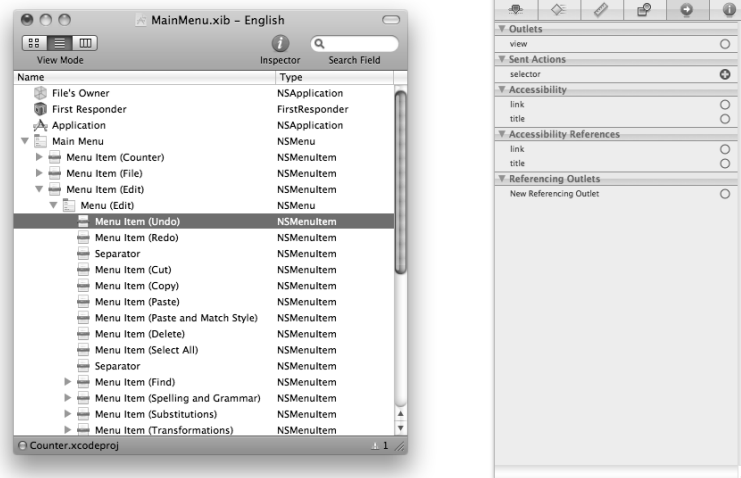 MainMenu.xib – English
View Mode
Inspector
Search Field
Name Type
File's Owner NSApplication
First Responder FirstResponder
Application NSApplication
Main Menu NSMenu
Menu Item (Counter) NSMenuItem
Menu Item (File) NSMenuItem
Menu Item (Edit) NSMenuItem
Menu (Edit) NSMenu
Menu Item (Undo) NSMenuItem
Menu Item (Redo) NSMenuItem
Separator NSMenuItem
Menu Item (Cut) NSMenuItem
Menu Item (Copy) NSMenuItem
Menu Item (Paste) NSMenuItem
Menu Item (Paste and Match Style) NSMenuItem
Menu Item (Delete) NSMenuItem
Menu Item (Select All) NSMenuItem
Separator NSMenuItem
Menu Item (Find) NSMenuItem
Menu Item (Spelling and Grammar) NSMenuItem
Menu Item (Substitutions) NSMenuItem
Menu Item (Transformations) NSMenuItem
Counter.xcodeproj 1
Outlets
view
Sent Actions
selector
Accessibility
link
title
Accessibility References
link
title
Referencing Outlets
New Referencing Outlet